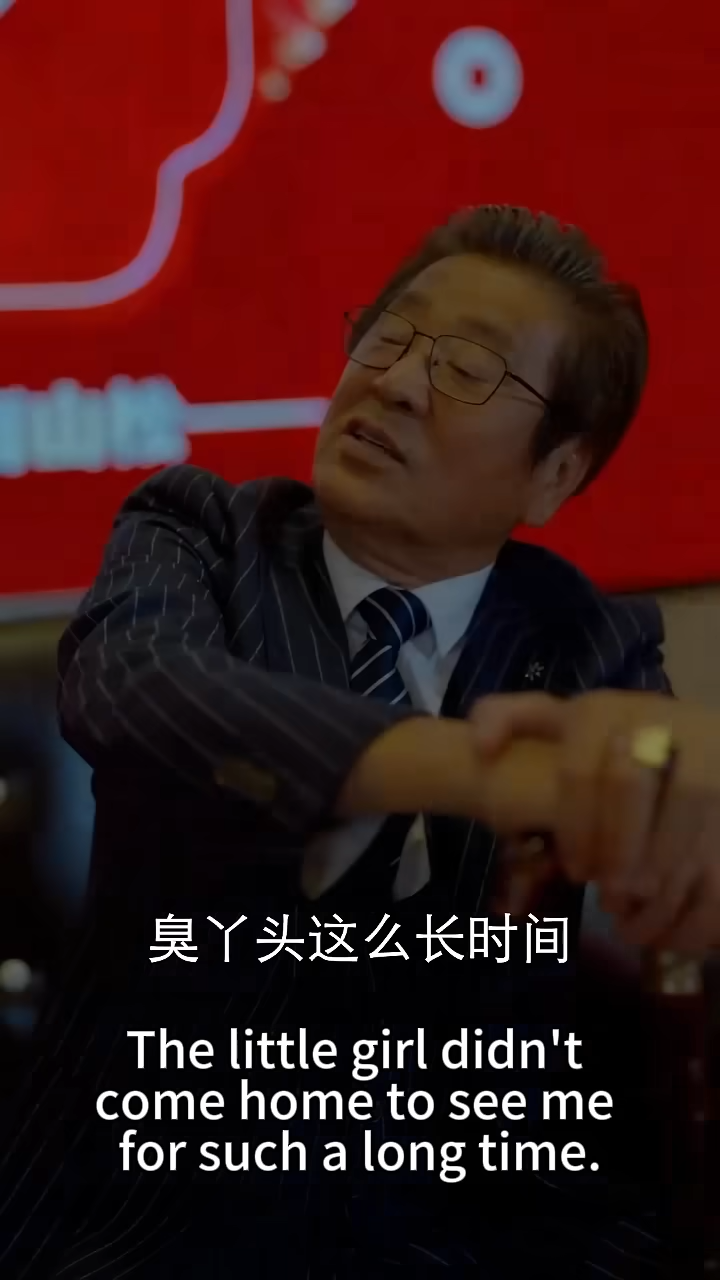 臭丫头这么长时间
The little girl didn't
come home to see me
for such a long time.